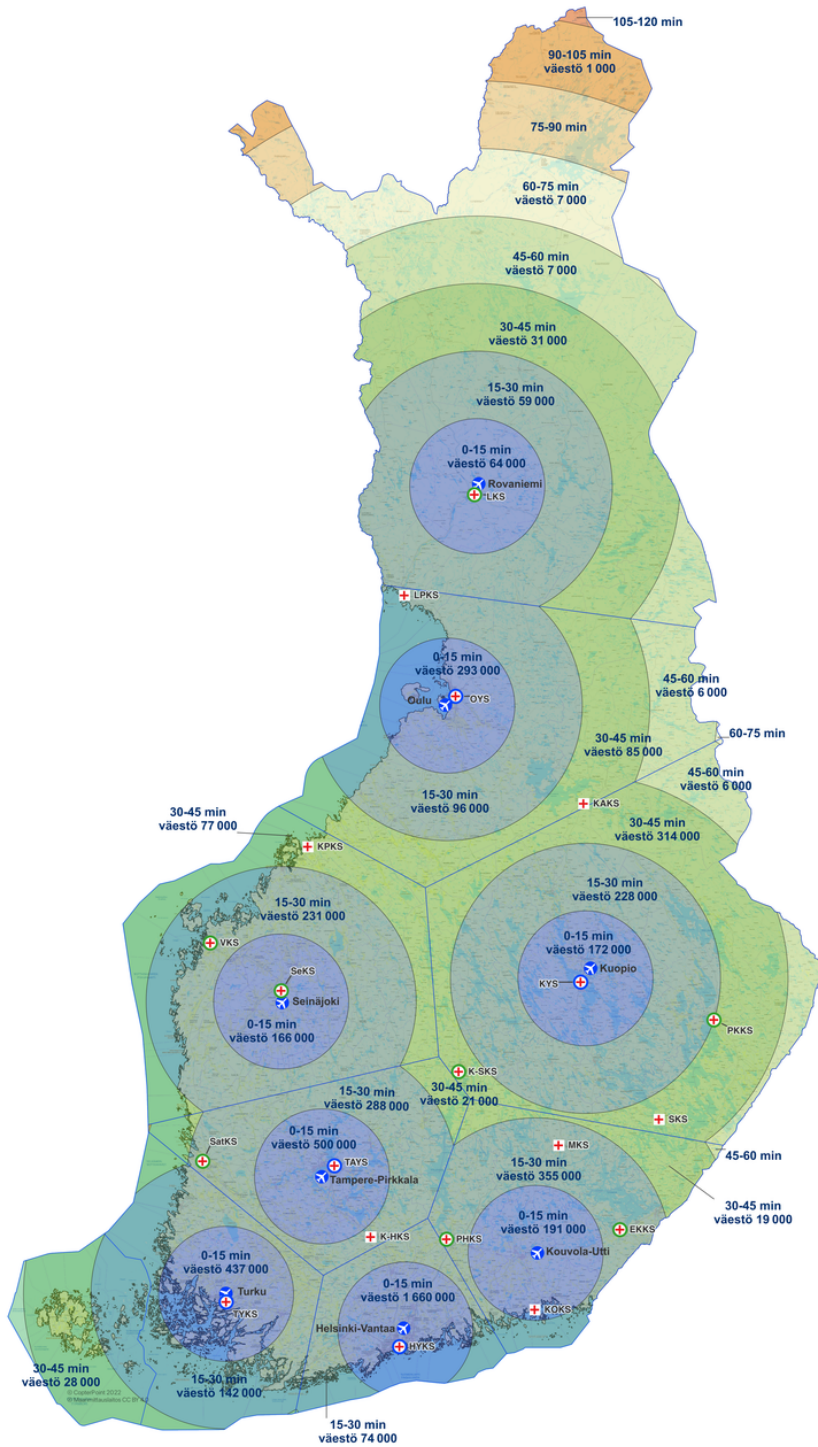 105-120 min
90-105 min
väestö 1 000
75-90 min
60-75 min
väestö 7 000
45-60 min
väestö 7 000
30-45 min
väestö 31 000
15-30 min
väestö 59 000
0-15 min
väestö 64 000
Rovaniemi
LKS
LPKS
0-15 min
väestö 293 000
Oulu
OYS
45-60 min
väestö 6 000
60-75 min
30-45 min
väestö 85 000
45-60 min
väestö 6 000
15-30 min
väestö 96 000
KAKS
30-45 min
väestö 77 000
30-45 min
väestö 314 000
KPKS
15-30 min
väestö 228 000
15-30 min
väestö 231 000
VKS
0-15 min
väestö 172 000
SeKS
Kuopio
KYS
Seinäjoki
0-15 min
väestö 166 000
PKKS
K-SKS
15-30 min
väestö 288 000
30-45 min
väestö 21 000
SKS
0-15 min
väestö 500 000
SatKS
MKS
45-60 min
TAYS
Tampere-Pirkkala
15-30 min
väestö 355 000
30-45 min
väestö 19 000
0-15 min
väestö 191 000
EKKS
K-HKS
PHKS
Kouvola-Utti
0-15 min
väestö 437 000
0-15 min
väestö 1 660 000
Turku
TYKS
KOKS
Helsinki-Vantaa
HYKS
30-45 min
väestö 28 000
15-30 min
väestö 142 000
© CopterPoint 2022
© Maanmittauslaitos CC BY 4.0
15-30 min
väestö 74 000